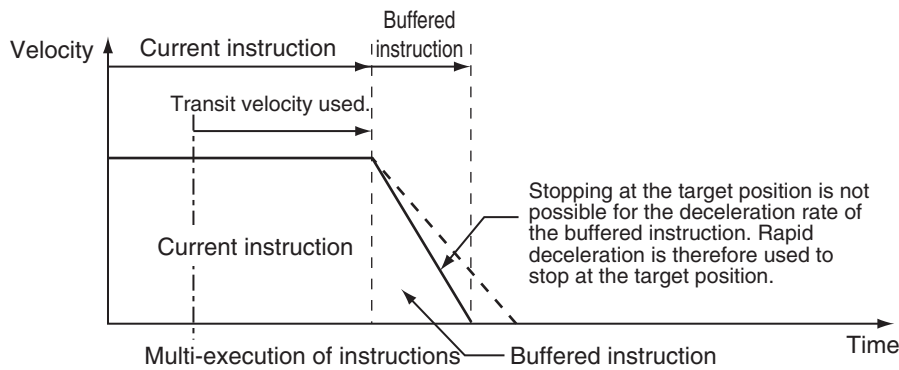 Buffered
instruction
Current instruction
Velocity
Transit velocity used.
Stopping at the target position is not
possible for the deceleration rate of
the buffered instruction. Rapid
deceleration is therefore used to
stop at the target position.
Current instruction
Time
Multi-execution of instructions
Buffered instruction